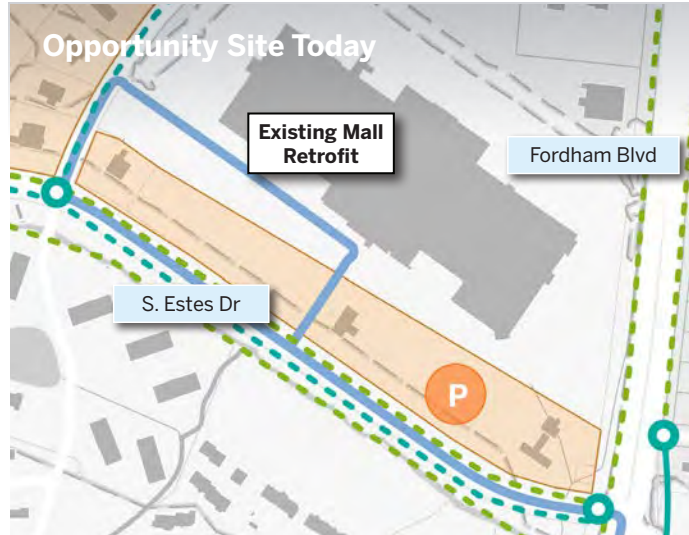 Opportunity Site Today
Existing Mall
Retrofit
Fordham Blvd
S. Estes Dr
P